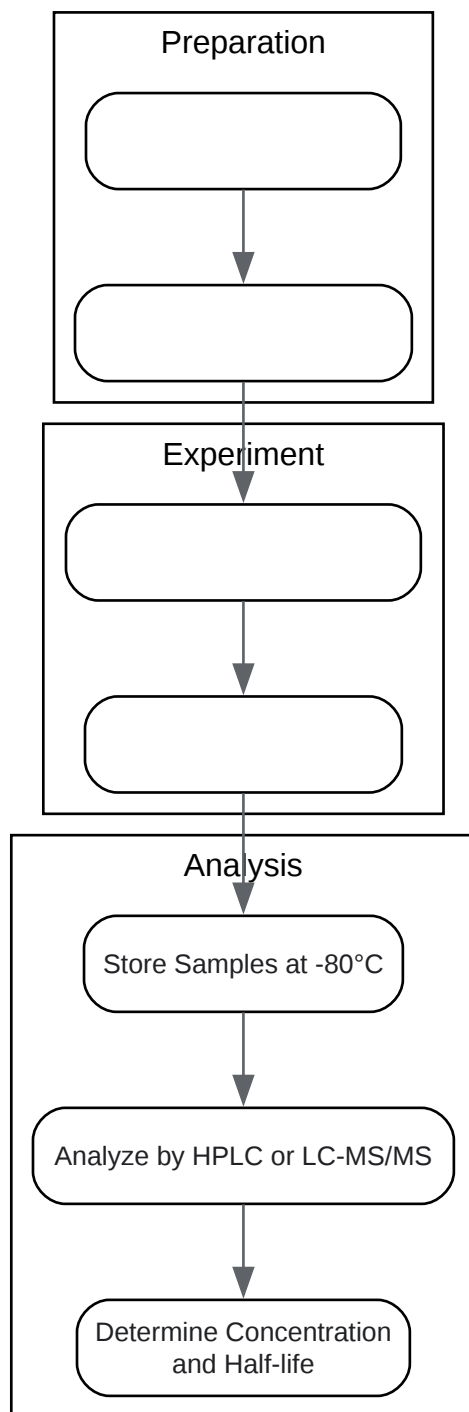 Preparation
Experiment
Analysis
Store Samples at -80°C
Analyze by HPLC or LC-MS/MS
Determine Concentration
and Half-life